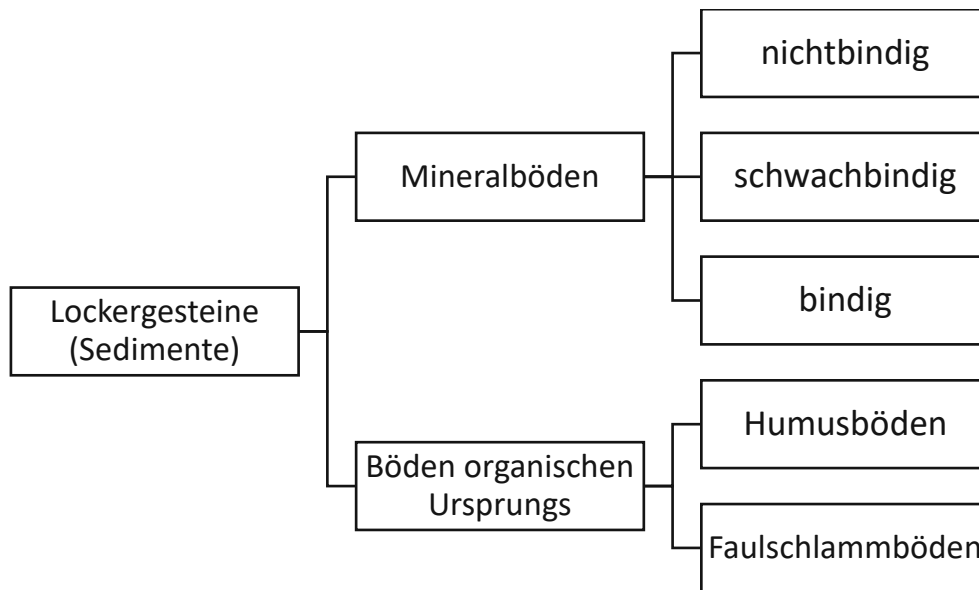 Lockergesteine
(Sedimente)
Mineralböden
nichtbindig
schwachbindig
bindig
Böden organischen
Ursprungs
Humusböden
Faulschlammböden